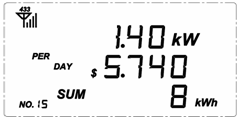 433
1.40 kW
PER DAY $ 5.740
NO. 15 SUM 8 kWh